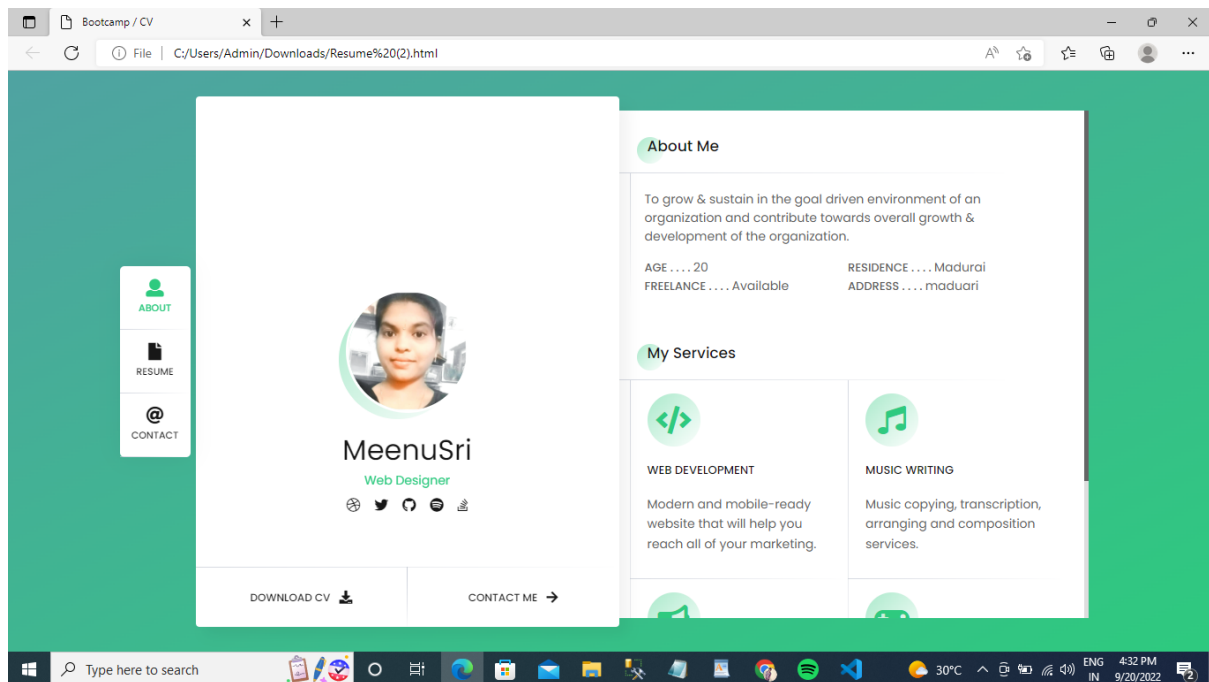 Bootcamp / CV
File
C:/Users/Admin/Downloads/Resume%20(2).html
ABOUT
RESUME
CONTACT
MeenuSri
Web Designer
DOWNLOAD CV
CONTACT ME
About Me
To grow & sustain in the goal driven environment of an
organization and contribute towards overall growth &
development of the organization.
AGE . . . . 20
RESIDENCE . . . . Madurai
FREELANCE . . . . Available
ADDRESS . . . . maduari
My Services
WEB DEVELOPMENT
Modern and mobile-ready
website that will help you
reach all of your marketing.
MUSIC WRITING
Music copying, transcription,
arranging and composition
services.
Type here to search
30°C
ENG
IN
4:32 PM
9/20/2022
2